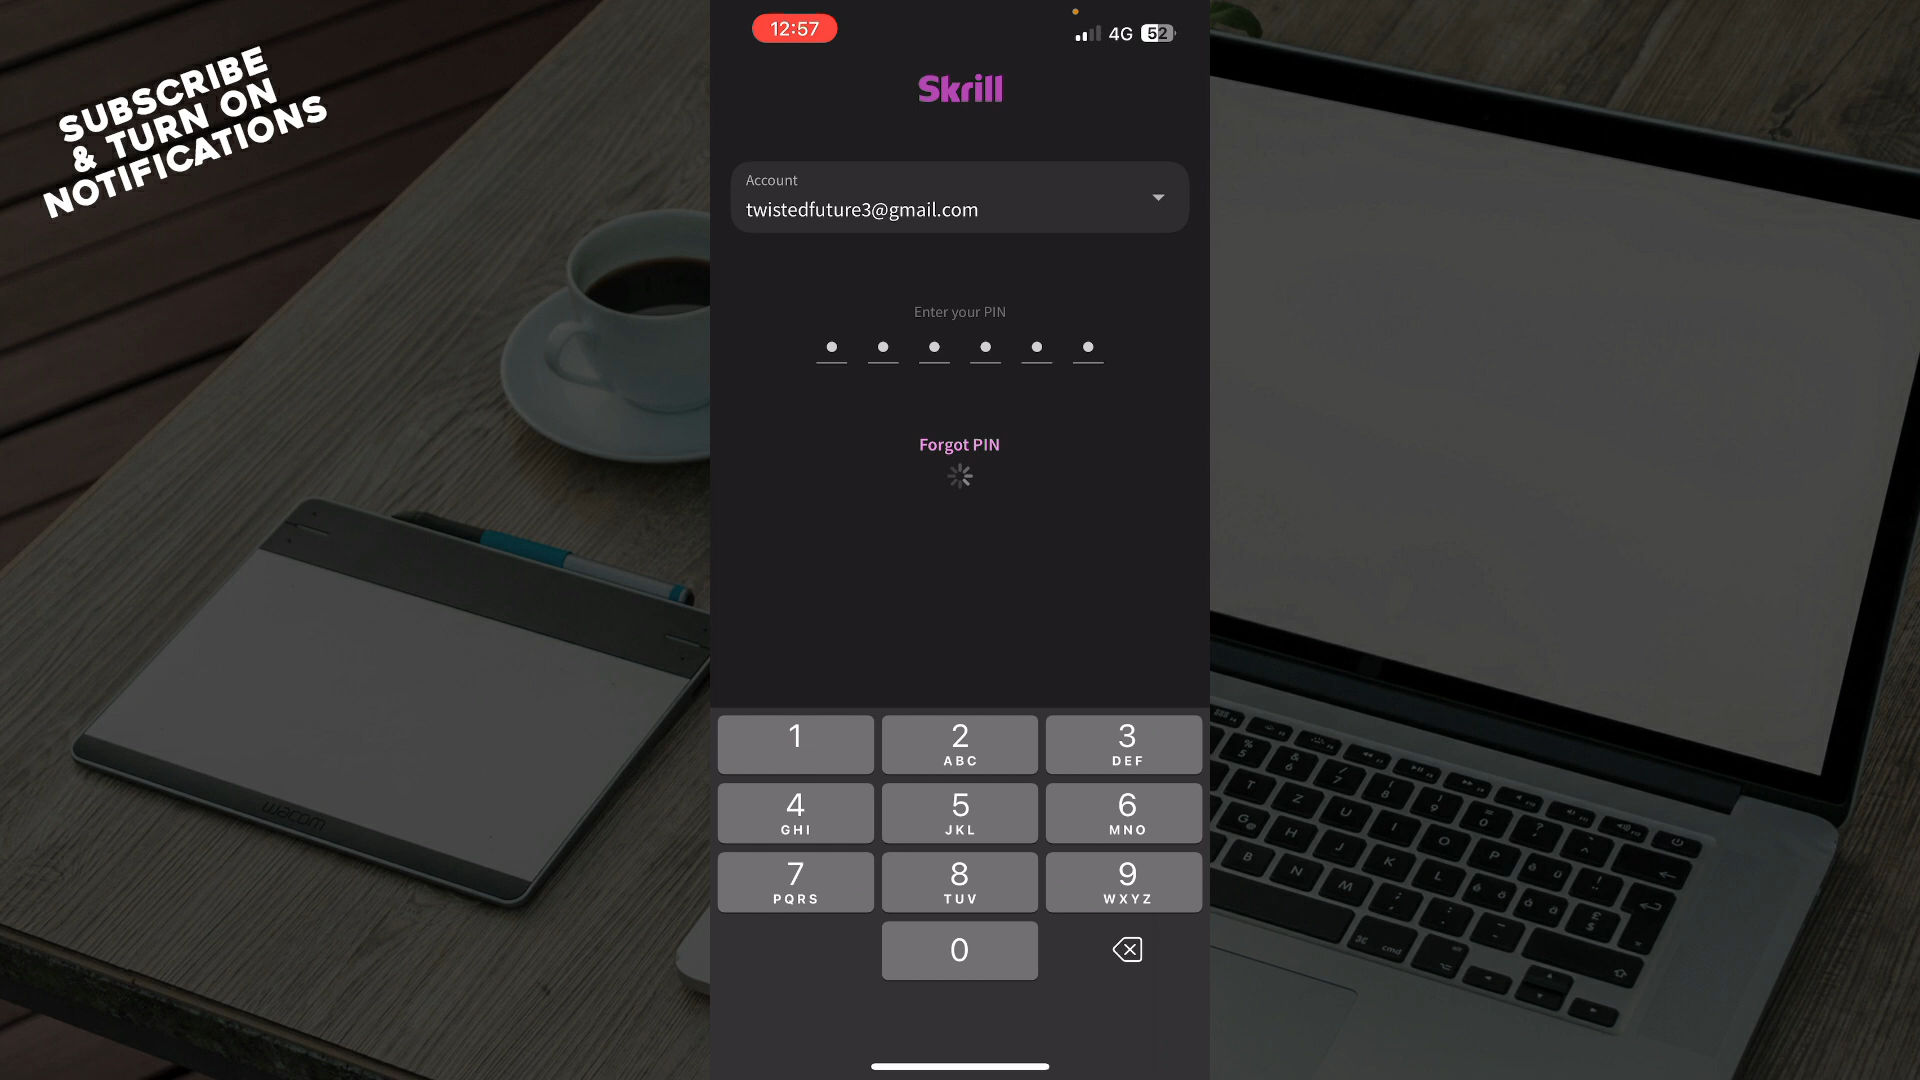 SUBSCRIBE
& TURN ON
NOTIFICATIONS
12:57
4G 52
Skrill
Account
twistedfuture3@gmail.com
Enter your PIN
Forgot PIN
1
2
ABC
3
DEF
4
GHI
5
JKL
6
MNO
7
PQRS
8
TUV
9
WXYZ
0
wacom